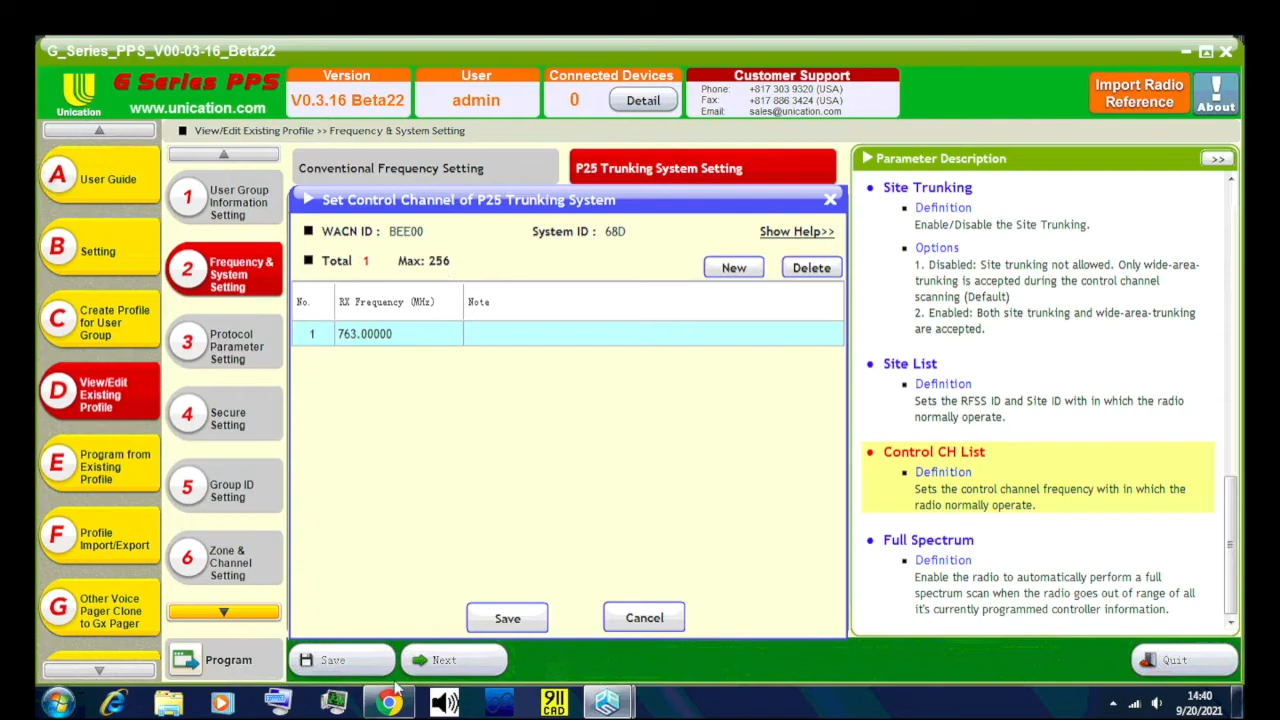 G_Series_PPS_V00-03-16_Beta22
Unication
G Series PPS
www.unication.com
Version
V0.3.16 Beta22
User
admin
Connected Devices
0
Detail
Customer Support
Phone: +817 303 9320 (USA)
Fax: +817 886 3424 (USA)
Email: sales@unication.com
Import Radio
Reference
!
About
View/Edit Existing Profile >> Frequency & System Setting
A
User Guide
B
Setting
C
Create Profile
for User
Group
D
View/Edit
Existing
Profile
E
Program from
Existing
Profile
F
Profile
Import/Export
G
Other Voice
Pager Clone
to Gx Pager
1
User Group
Information
Setting
2
Frequency &
System
Setting
3
Protocol
Parameter
Setting
4
Secure
Setting
5
Group ID
Setting
6
Zone &
Channel
Setting
Program
Conventional Frequency Setting
P25 Trunking System Setting
Set Control Channel of P25 Trunking System
WACN ID : BEE00
System ID : 68D
Show Help>>
Total 1 Max: 256
New
Delete
No. RX Frequency (MHz) Note
1 763.00000
Save
Cancel
Save
Next
Parameter Description
>>
Site Trunking
Definition
Enable/Disable the Site Trunking.
Options
1. Disabled: Site trunking not allowed. Only wide-area-
trunking is accepted during the control channel
scanning (Default)
2. Enabled: Both site trunking and wide-area-trunking
are accepted.
Site List
Definition
Sets the RFSS ID and Site ID with in which the radio
normally operate.
Control CH List
Definition
Sets the control channel frequency with in which the
radio normally operate.
Full Spectrum
Definition
Enable the radio to automatically perform a full
spectrum scan when the radio goes out of range of all
it's currently programmed controller information.
Quit
911
CAD
14:40
9/20/2021